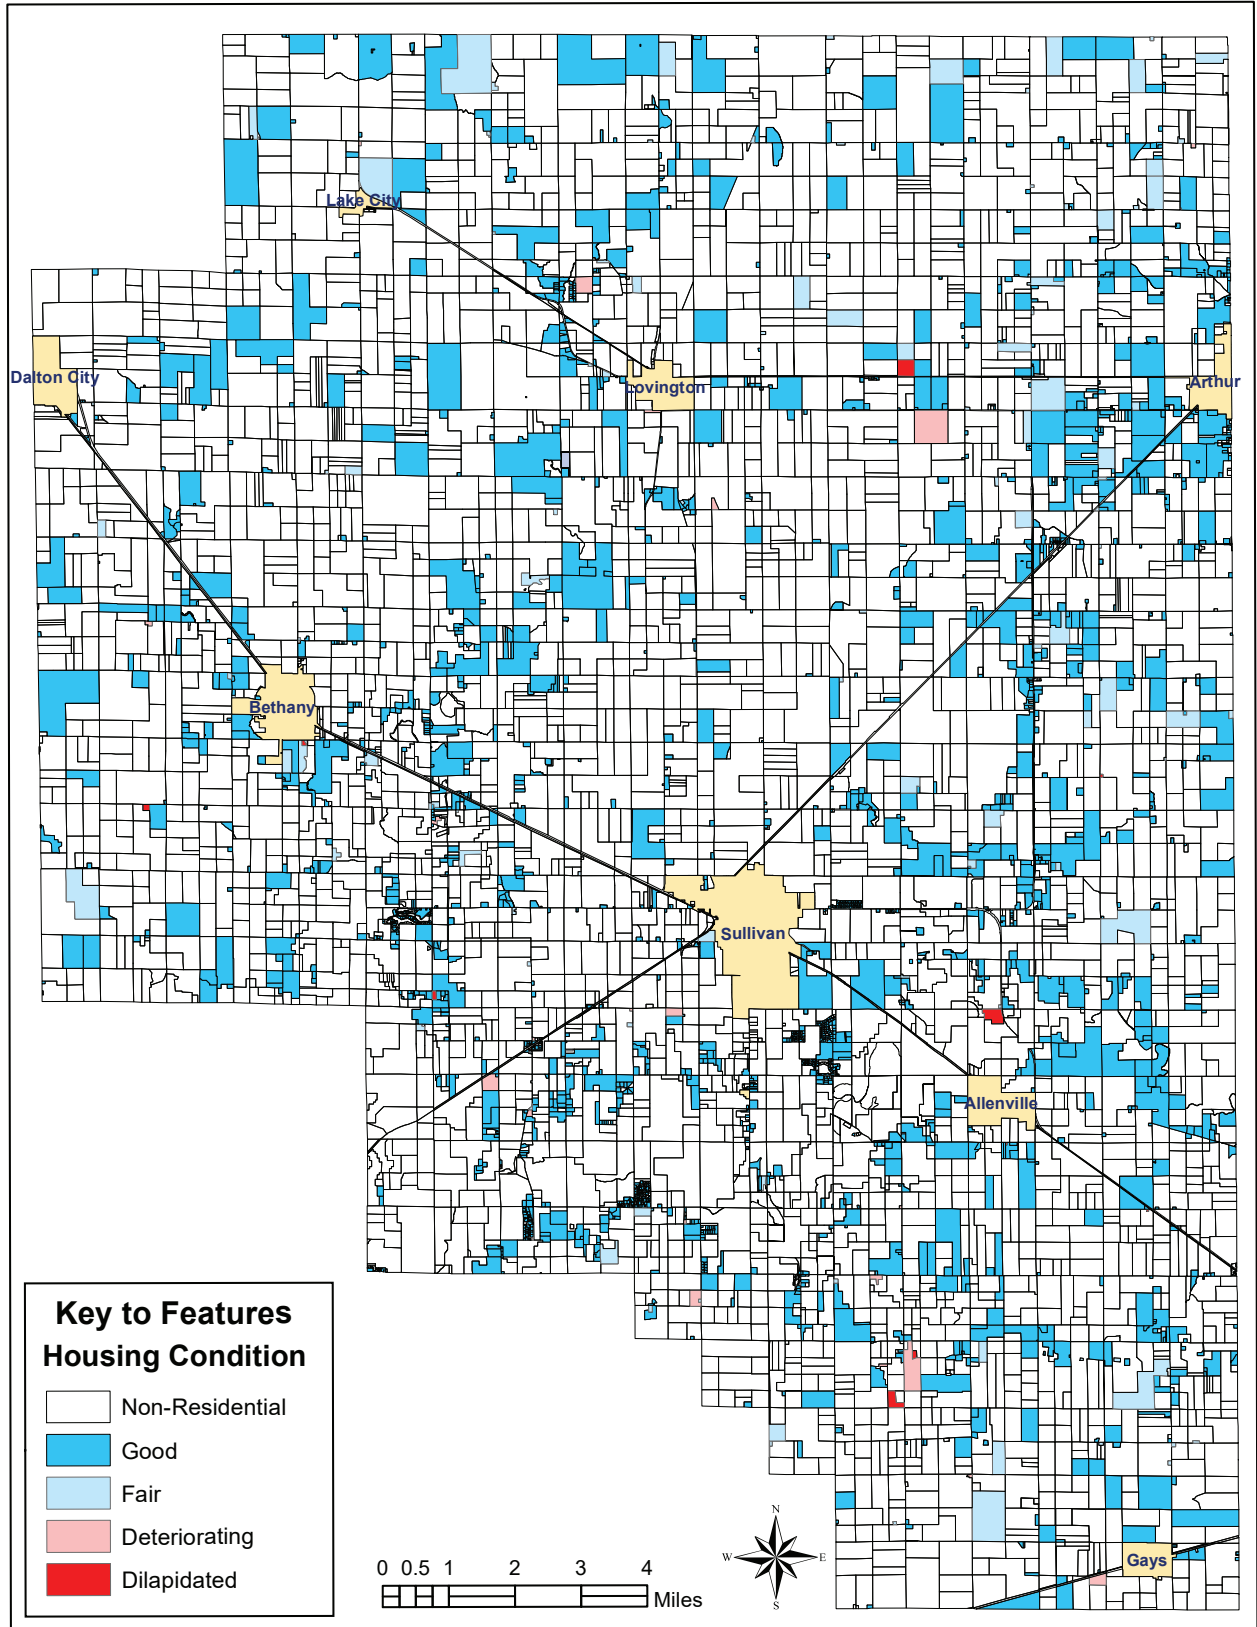 Lake City
Dalton City
ovington
Arthur
Bethany
Sullivan
Allenville
Gays
Key to Features
Housing Condition
Non-Residential
Good
Fair
Deteriorating
Dilapidated
0 0.5 1 2 3 4
Miles
N
W E
S